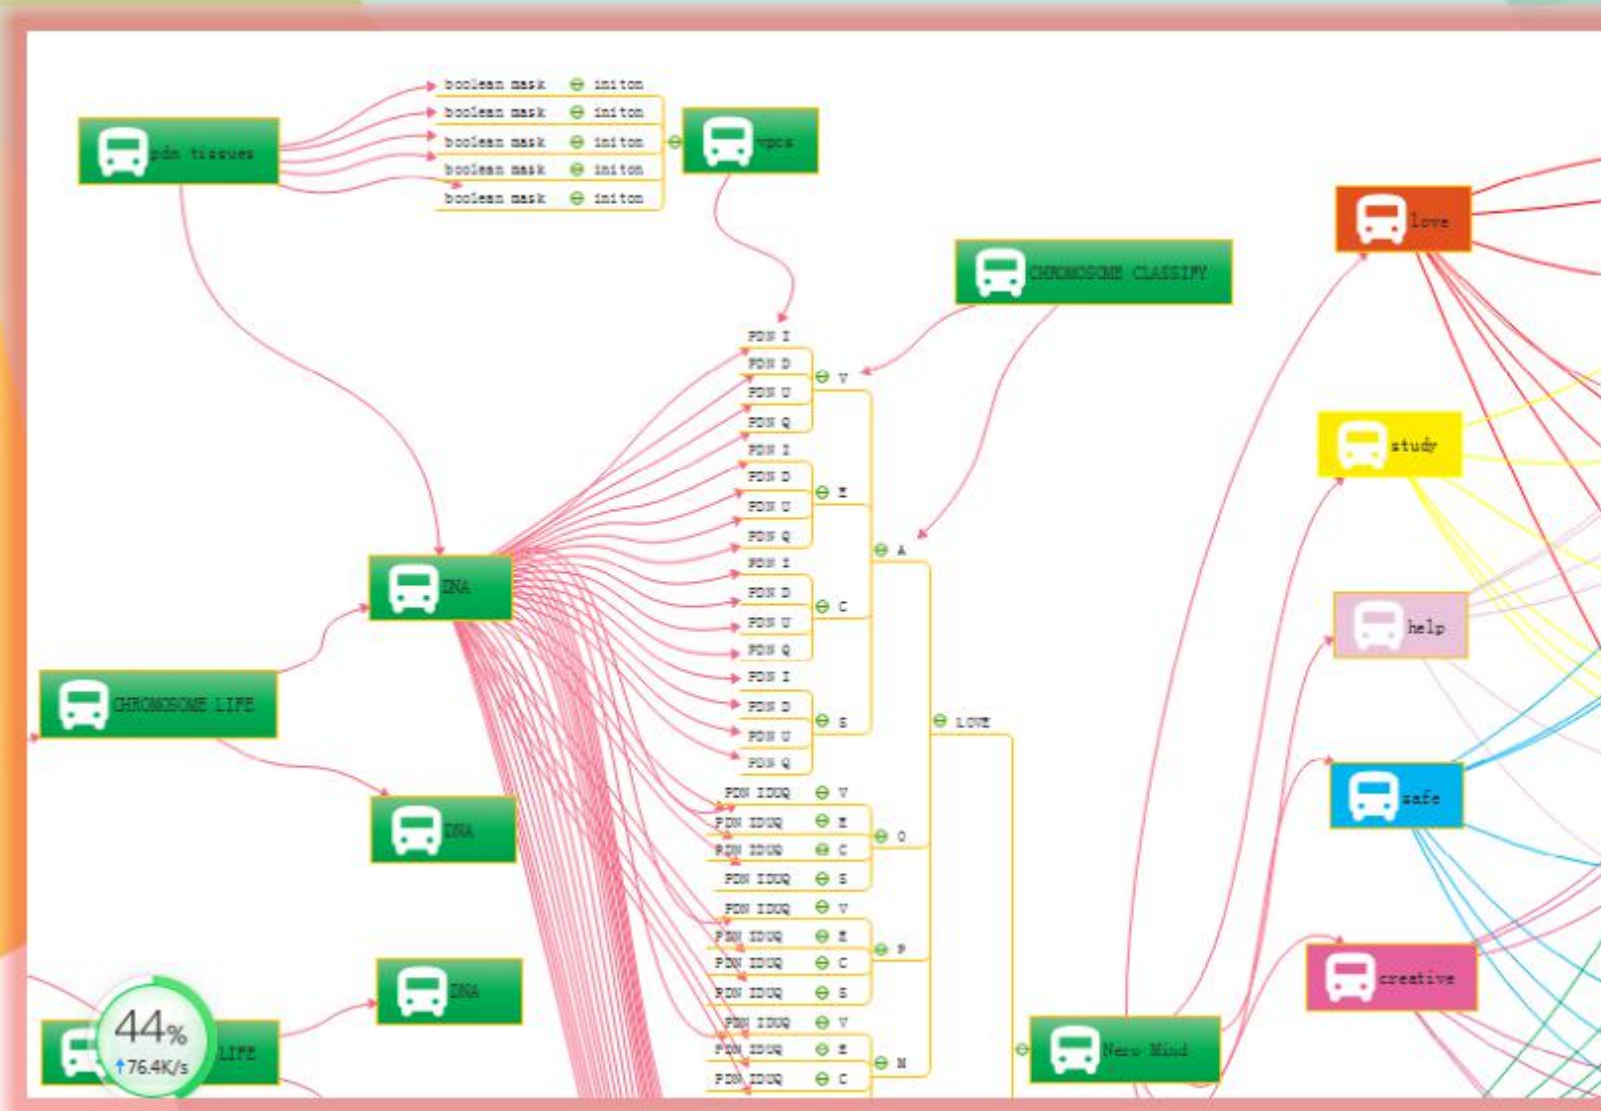 boolean mask initon
boolean mask initon
boolean mask initon
boolean mask initon
boolean mask initon
pdn tissues
vpcs
love
CHROMOSOME CLASSIFY
PDN I
PDN D
V
PDN U
PDN Q
study
PDN I
PDN D
E
PDN U
PDN Q
A
PDN I
DNA
PDN D
C
PDN U
help
PDN Q
PDN I
CHROMOSOME LIFE
PDN D
S
LOVE
PDN U
PDN Q
PDN IDUQ V
safe
PDN IDUQ E
DNA
O
PDN IDUQ C
PDN IDUQ S
PDN IDUQ V
PDN IDUQ E
P
PDN IDUQ C
creative
DNA
PDN IDUQ S
PDN IDUQ V
44%
PDN IDUQ E
Nero Mind
LIFE
M
76.4K/s
PDN IDUQ C